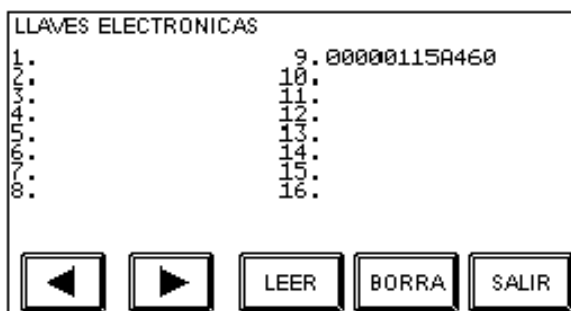 LLAVES ELECTRONICAS
1. 9.00000115A460
2. 10.
3. 11.
4. 12.
5. 13.
6. 14.
7. 15.
8. 16.
LEER BORRA SALIR